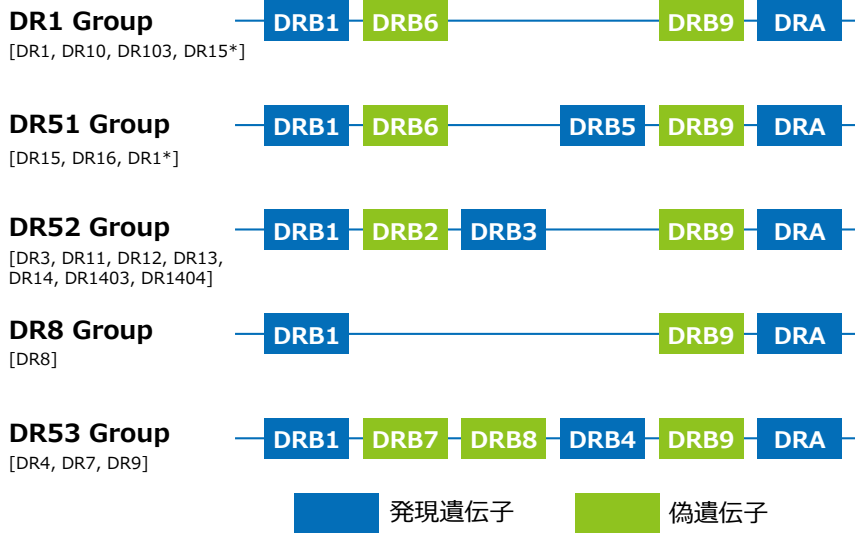 DR1 Group
[DR1, DR10, DR103, DR15*]
DRB1 DRB6 DRB9 DRA
DR51 Group
[DR15, DR16, DR1*]
DRB1 DRB6 DRB5 DRB9 DRA
DR52 Group
[DR3, DR11, DR12, DR13,
DR14, DR1403, DR1404]
DRB1 DRB2 DRB3 DRB9 DRA
DR8 Group
[DR8]
DRB1 DRB9 DRA
DR53 Group
[DR4, DR7, DR9]
DRB1 DRB7 DRB8 DRB4 DRB9 DRA
発現遺伝子 偽遺伝子